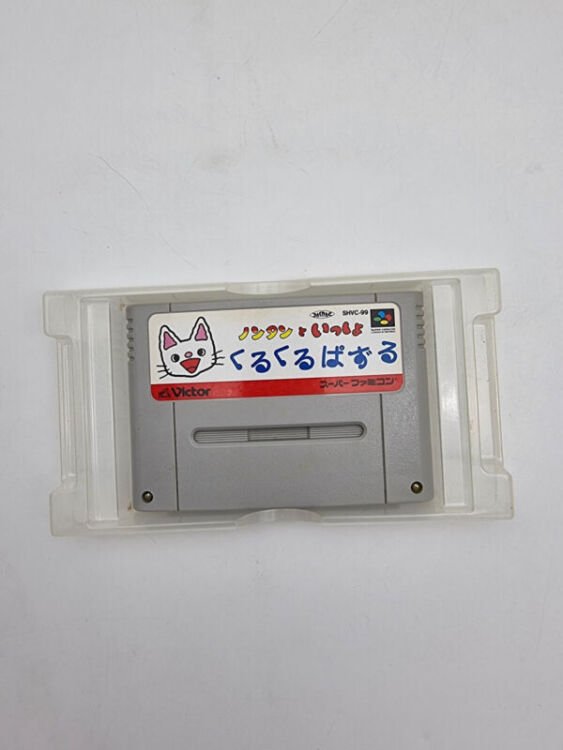 SHVC-99
ノンタンといっしょ
くるくるぱずる
Victor
スーパーファミコン